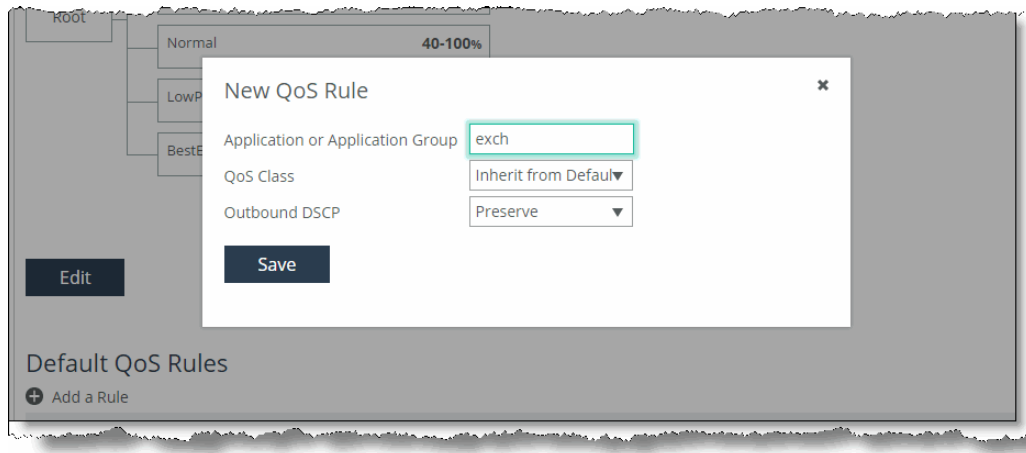 Root
Normal 40-100%
LowP
BestE
New QoS Rule ✖
Application or Application Group exch
QoS Class Inherit from Defaul▼
Outbound DSCP Preserve ▼
Save
Edit
Default QoS Rules
Add a Rule